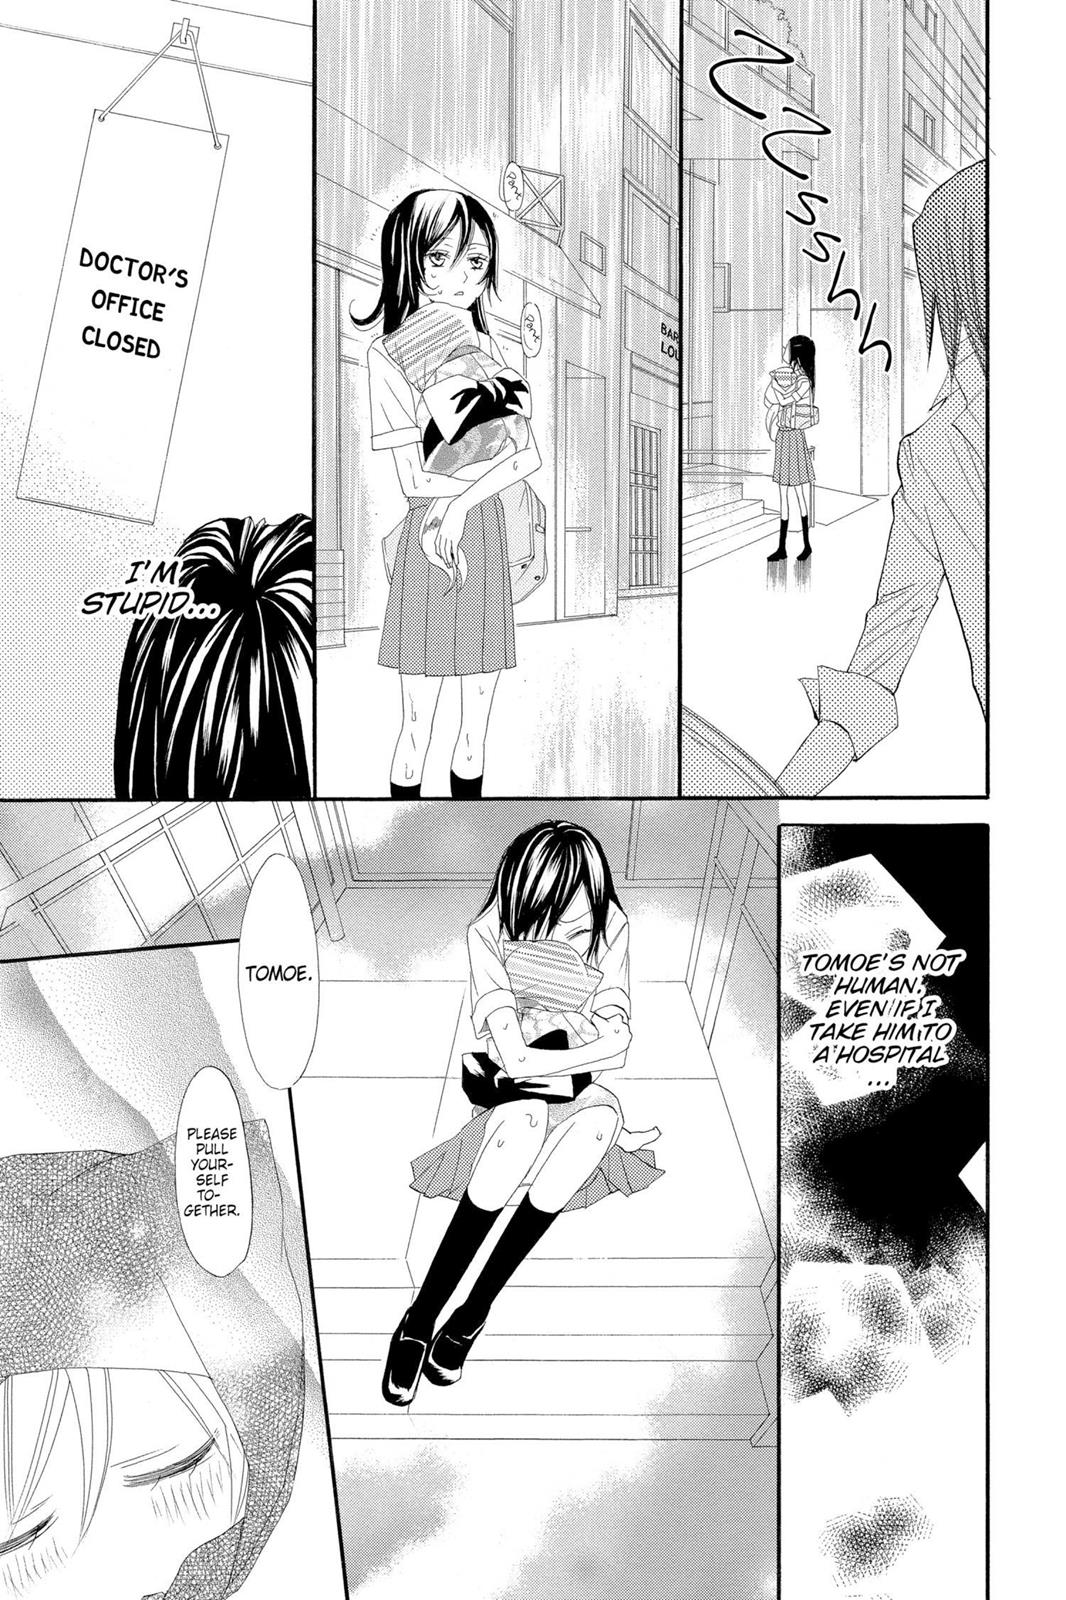 ZZZSSSHHH
Pant
Pant
BAR
LOU
DOCTOR'S
OFFICE
CLOSED
I'M
STUPID...
TOMOE'S NOT
HUMAN.
EVEN IF I
TAKE HIM TO
A HOSPITAL
...
TOMOE.
PLEASE
PULL
YOUR-
SELF
TO-
GETHER.